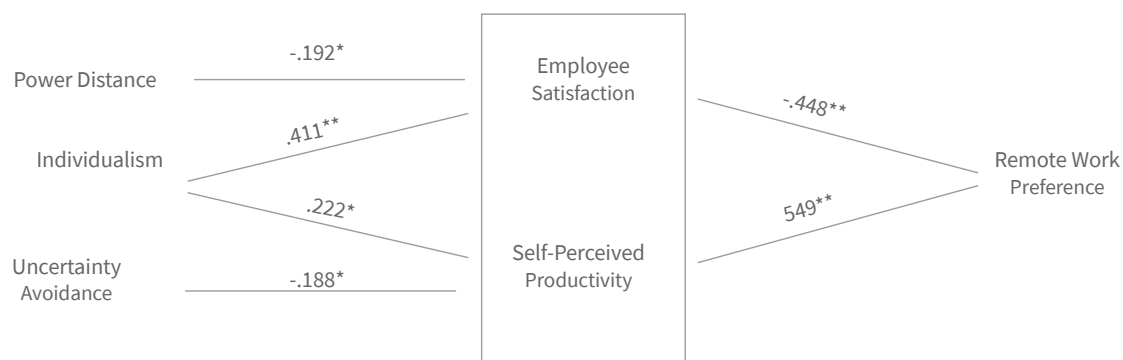 -.192*
Power Distance
Employee
Satisfaction
-.448**
.411**
Individualism
Remote Work
Preference
.222*
549**
Self-Perceived
Productivity
Uncertainty
Avoidance
-.188*